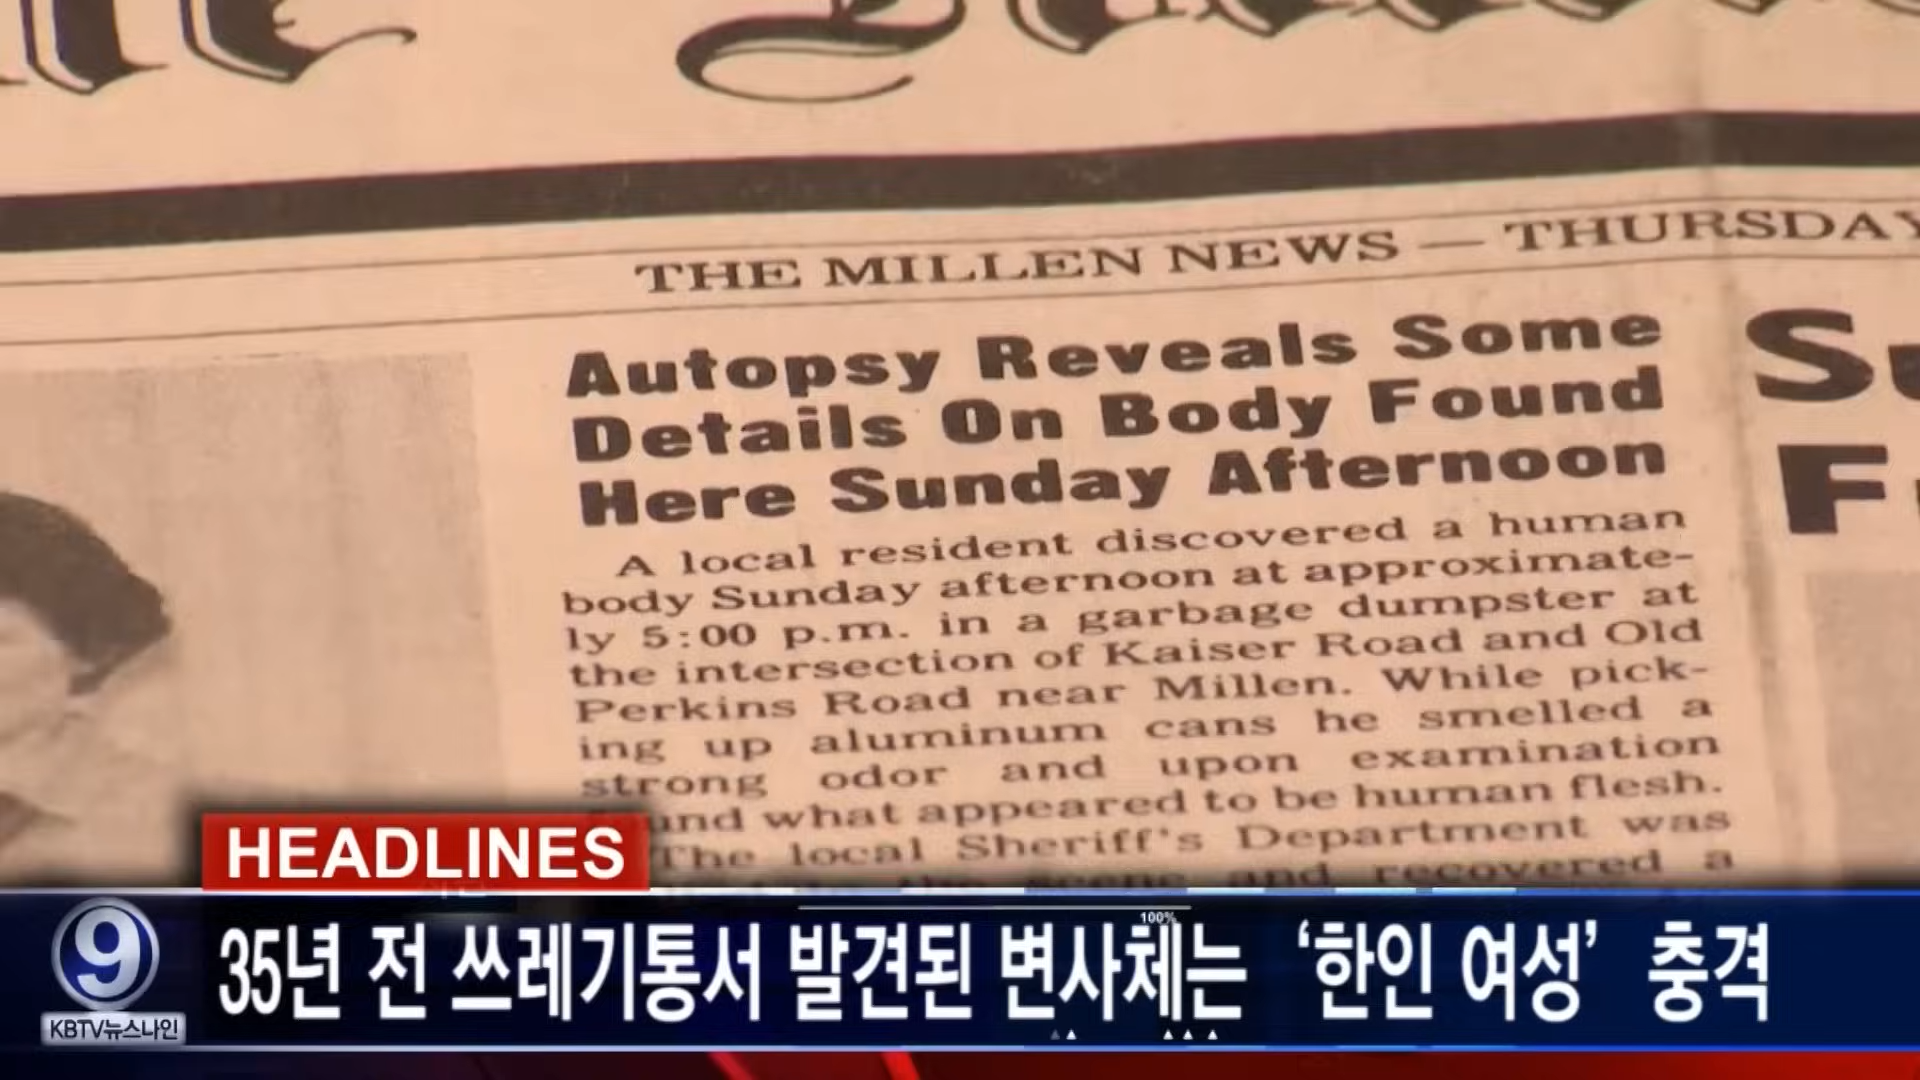 THE MILLEN NEWS — THURSDAY
Autopsy Reveals Some
Details On Body Found
Here Sunday Afternoon
A local resident discovered a human
body Sunday afternoon at approximate-
ly 5:00 p.m. in a garbage dumpster at
the intersection of Kaiser Road and Old
Perkins Road near Millen. While pick-
ing up aluminum cans he smelled a
strong odor and upon examination
found what appeared to be human flesh.
The local Sheriff's Department was
the scene and recovered a
HEADLINES
100%
35년 전 쓰레기통서 발견된 변사체는 ‘한인 여성’ 충격
9
KBTV뉴스나인